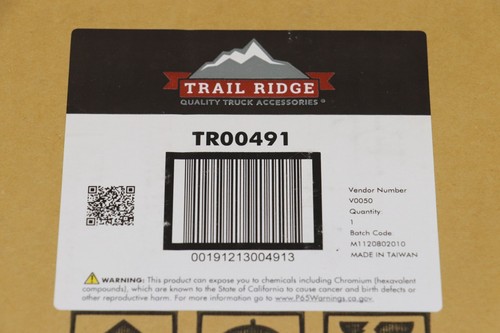 TRAIL RIDGE
QUALITY TRUCK ACCESSORIES ®
TR00491
00191213004913
Vendor Number
V0050
Quantity
1
Batch Code:
M1120802010
MADE IN TAIWAN
WARNING: This product can expose you to chemicals including Chromium (hexavalent
compounds), which are known to the State of California to cause cancer and birth defects or
other reproductive harm. For more information go to www.P65Warnings.ca.gov.